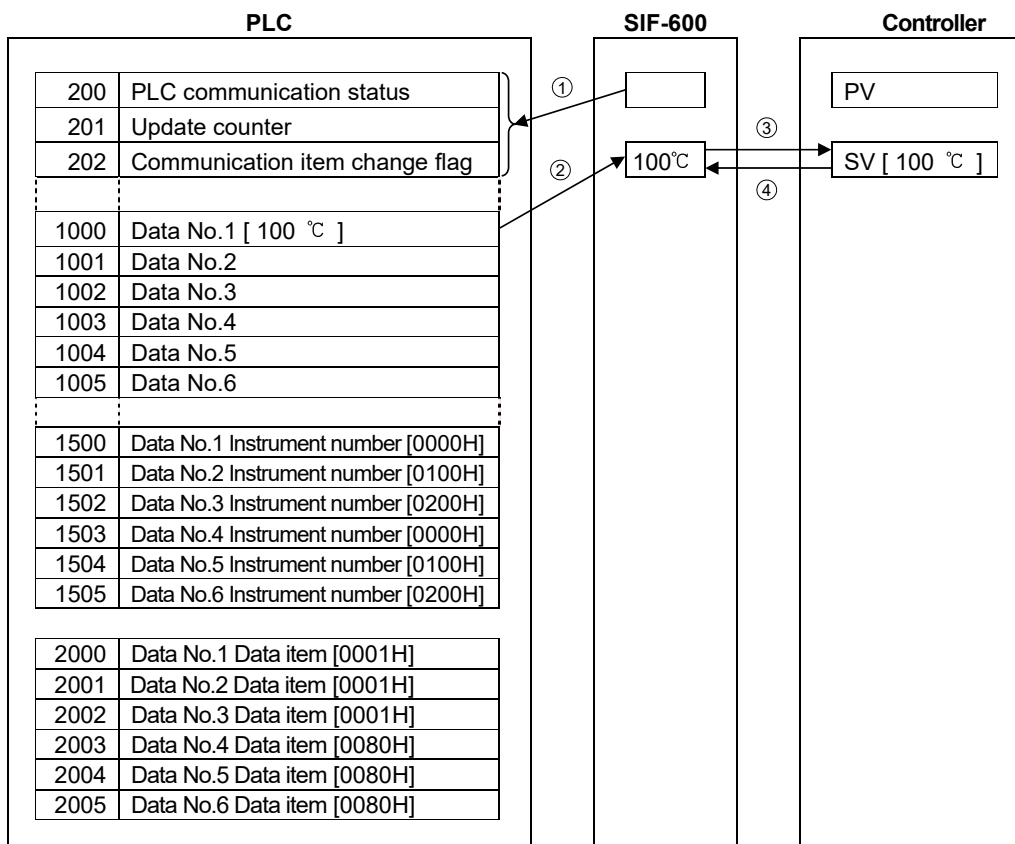 PLC SIF-600 Controller
200 PLC communication status ① PV
201 Update counter ③
202 Communication item change flag ② 100℃ SV [ 100 ℃ ]
④
1000 Data No.1 [ 100 ℃ ]
1001 Data No.2
1002 Data No.3
1003 Data No.4
1004 Data No.5
1005 Data No.6
1500 Data No.1 Instrument number [0000H]
1501 Data No.2 Instrument number [0100H]
1502 Data No.3 Instrument number [0200H]
1503 Data No.4 Instrument number [0000H]
1504 Data No.5 Instrument number [0100H]
1505 Data No.6 Instrument number [0200H]
2000 Data No.1 Data item [0001H]
2001 Data No.2 Data item [0001H]
2002 Data No.3 Data item [0001H]
2003 Data No.4 Data item [0080H]
2004 Data No.5 Data item [0080H]
2005 Data No.6 Data item [0080H]